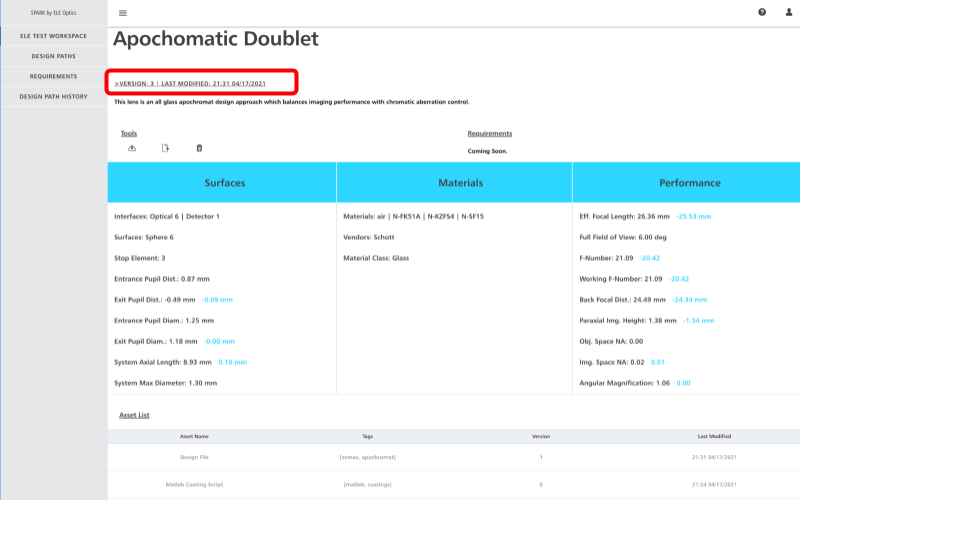 SPARK by ELE Optics
ELE TEST WORKSPACE
DESIGN PATHS
REQUIREMENTS
DESIGN PATH HISTORY
Apochomatic Doublet
>VERSION: 3 | LAST MODIFIED: 21:31 04/17/2021
This lens is an all glass apochromat design approach which balances imaging performance with chromatic aberration control.
Tools
Requirements
Coming Soon.
Surfaces
Interfaces: Optical 6 | Detector 1
Surfaces: Sphere 6
Stop Element: 3
Entrance Pupil Dist.: 0.87 mm
Exit Pupil Dist.: -0.49 mm -0.09 mm
Entrance Pupil Diam.: 1.25 mm
Exit Pupil Diam.: 1.18 mm -0.00 mm
System Axial Length: 8.93 mm 0.10 mm
System Max Diameter: 1.30 mm
Materials
Materials: air | N-FK51A | N-KZFS4 | N-SF15
Vendors: Schott
Material Class: Glass
Performance
Eff. Focal Length: 26.36 mm -25.53 mm
Full Field of View: 6.00 deg
F-Number: 21.09 -20.42
Working F-Number: 21.09 -20.42
Back Focal Dist.: 24.49 mm -24.34 mm
Paraxial Img. Height: 1.38 mm -1.34 mm
Obj. Space NA: 0.00
Img. Space NA: 0.02 0.01
Angular Magnification: 1.06 0.00
Asset List
Asset Name Tags Version Last Modified
Design File [zemax, apochromat] 1 21:31 04/17/2021
Matlab Coating Script [matlab, coatings] 0 21:24 04/17/2021